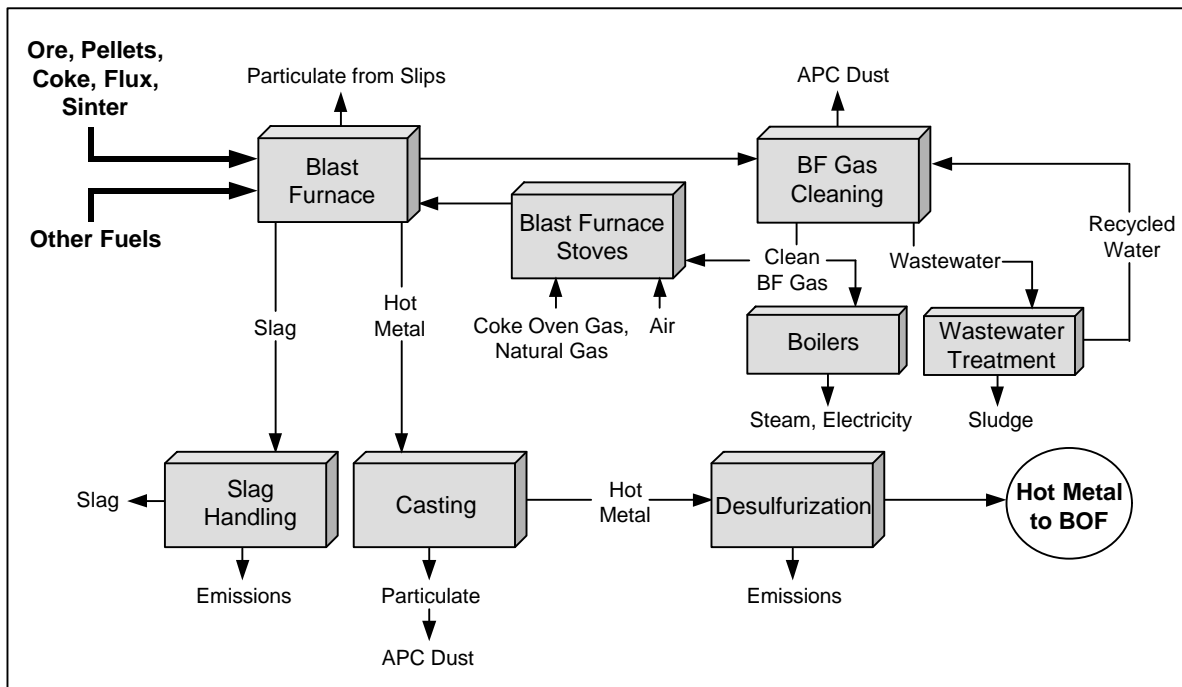 Ore, Pellets,
Coke, Flux,
Sinter
Other Fuels
Particulate from Slips
Blast
Furnace
APC Dust
BF Gas
Cleaning
Blast Furnace
Stoves
Recycled
Water
Clean
BF Gas
Wastewater
Slag
Hot
Metal
Coke Oven Gas,
Natural Gas
Air
Boilers
Wastewater
Treatment
Steam, Electricity
Sludge
Slag
Slag
Handling
Casting
Hot
Metal
Desulfurization
Hot Metal
to BOF
Emissions
Particulate
APC Dust
Emissions